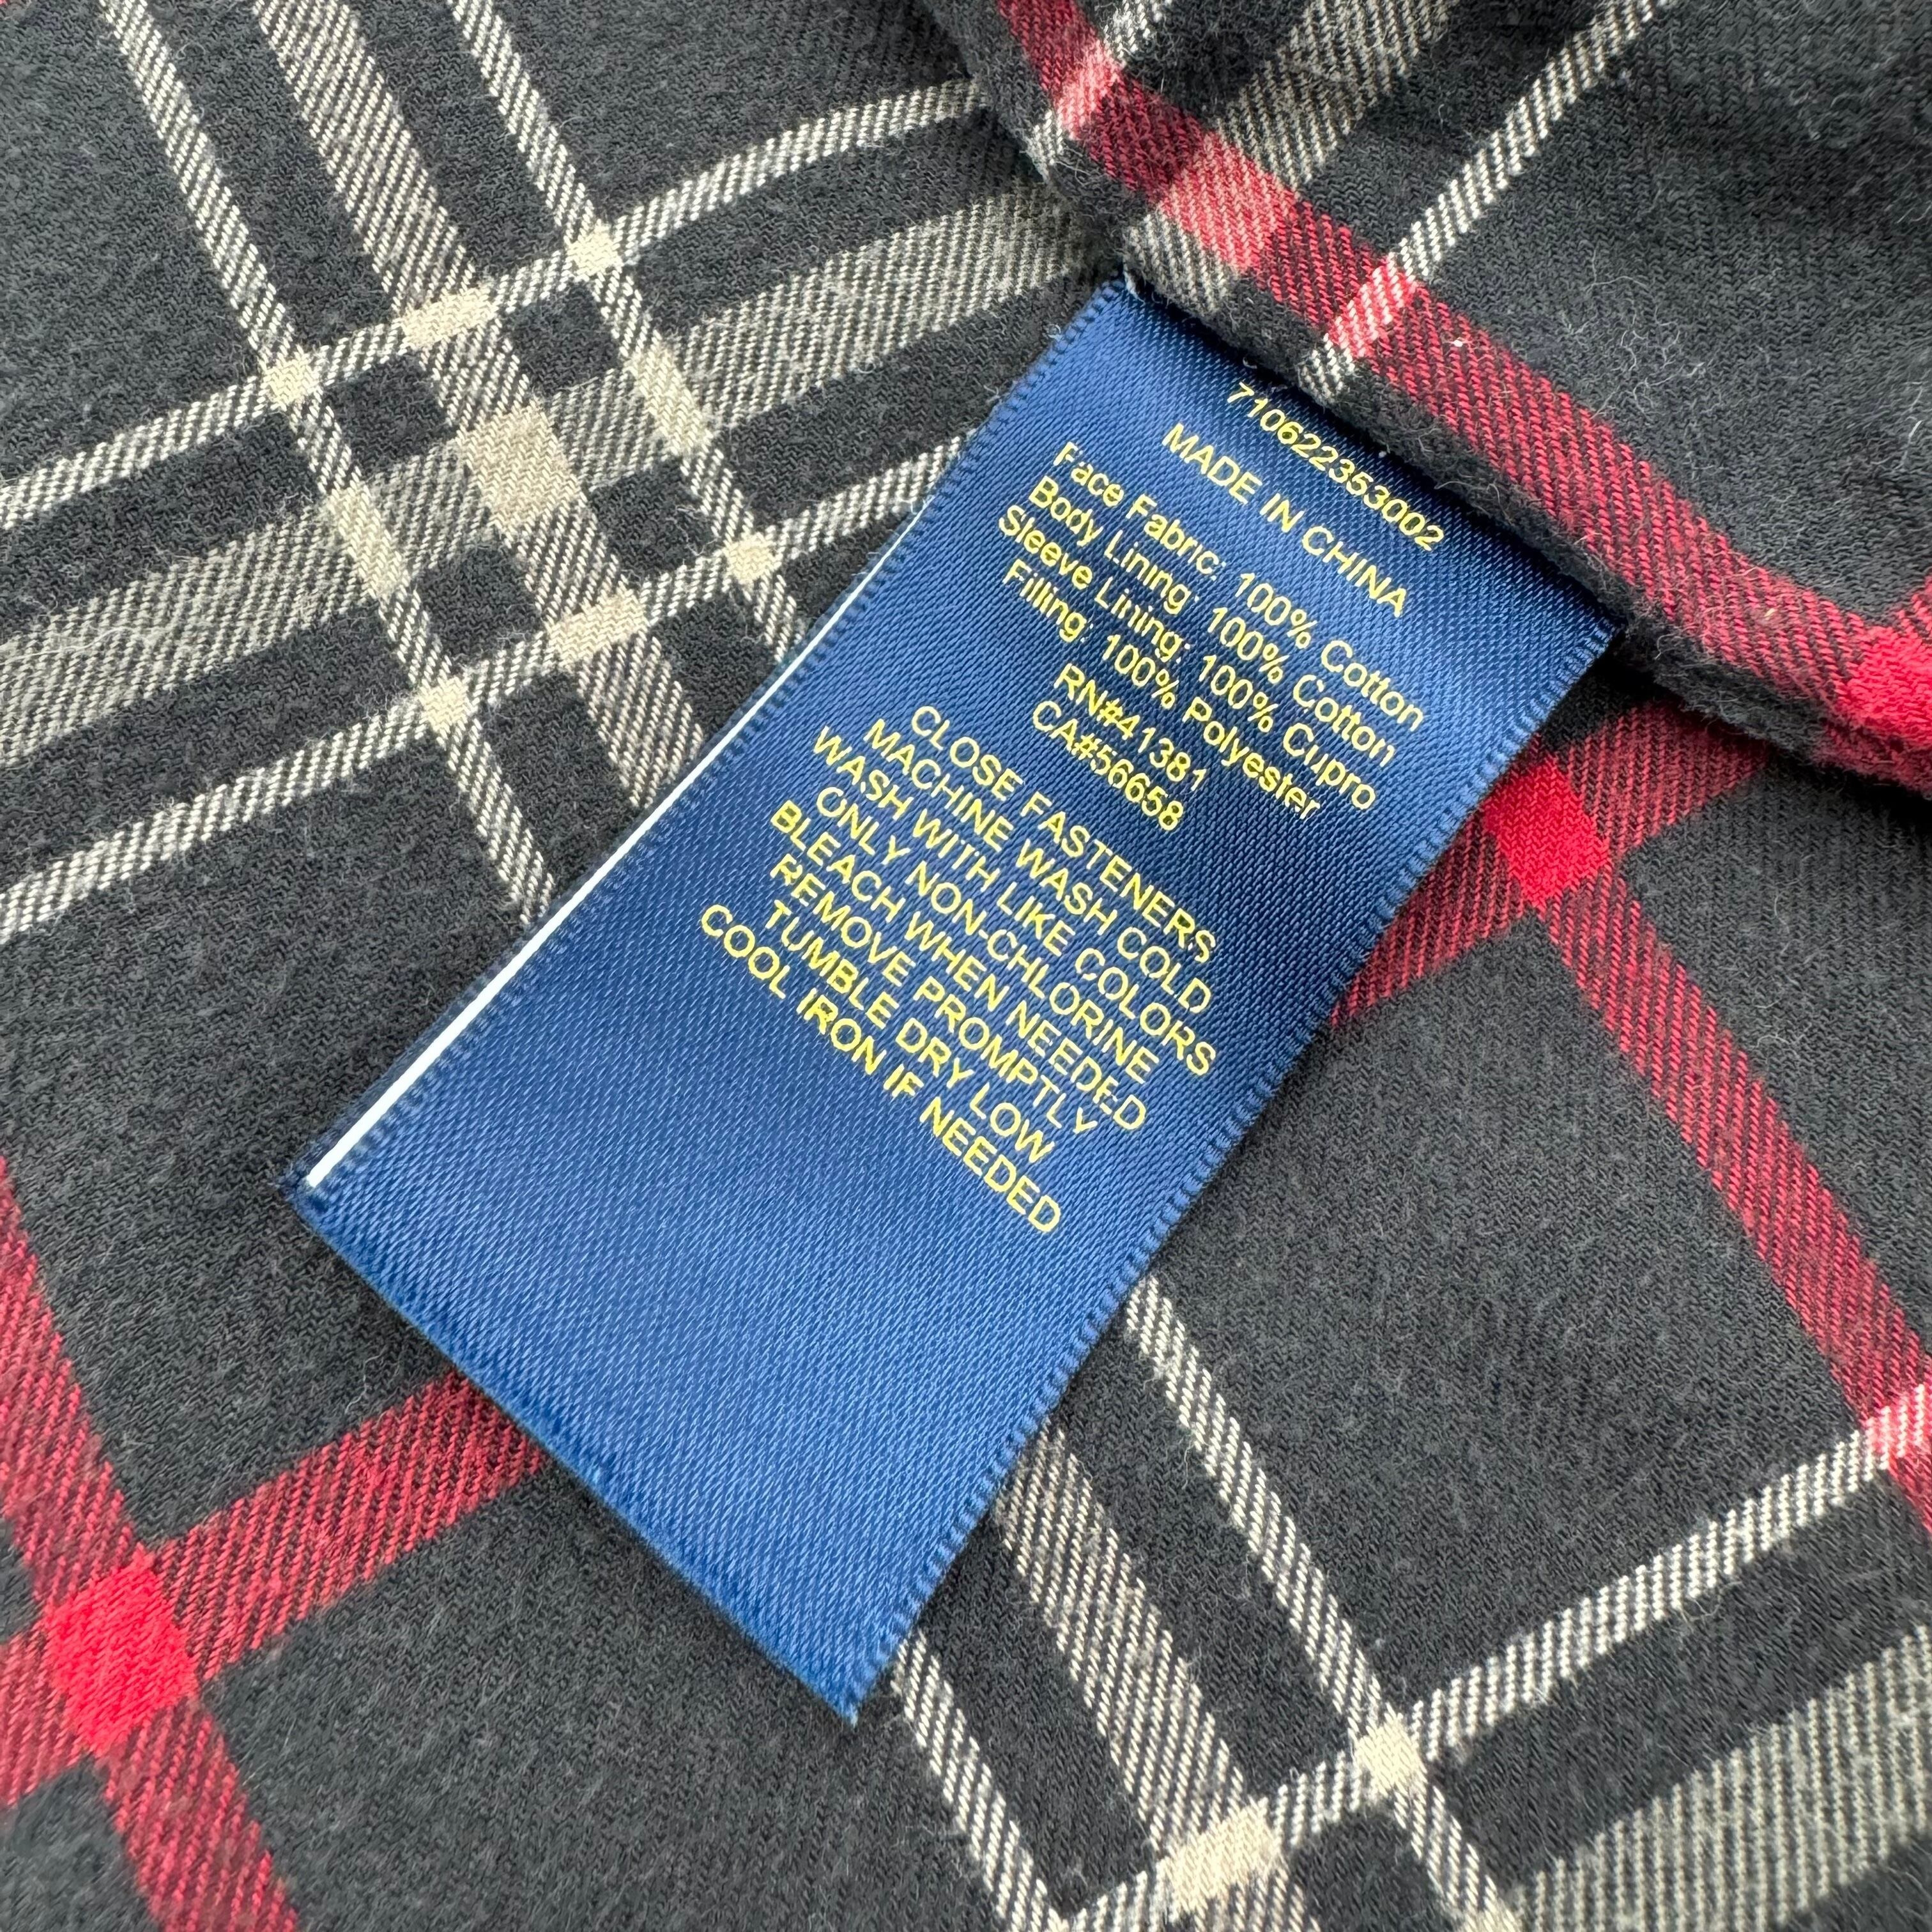 710622353002
MADE IN CHINA
Face Fabric: 100% Cotton
Body Lining: 100% Cotton
Sleeve Lining: 100% Cupro
Filling: 100% Polyester
RN#41381
CA#56658
CLOSE FASTENERS
MACHINE WASH COLD
WASH WITH LIKE COLORS
ONLY NON-CHLORINE
BLEACH WHEN NEEDED
REMOVE PROMPTLY
TUMBLE DRY LOW
COOL IRON IF NEEDED